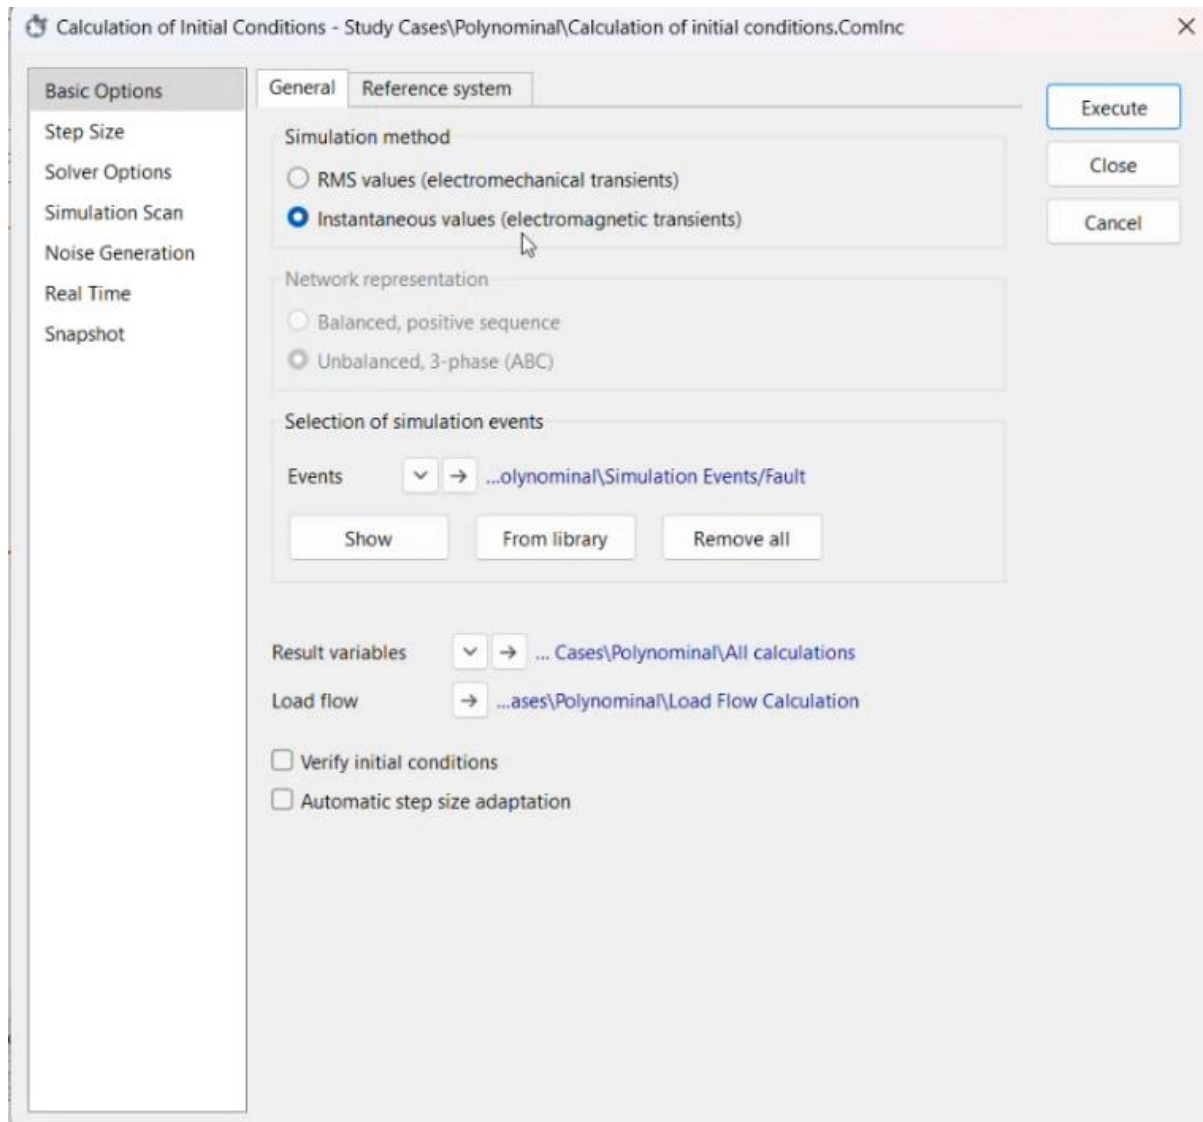 Calculation of Initial Conditions - Study Cases\Polynominal\Calculation of initial conditions.ComInc
Basic Options
Step Size
Solver Options
Simulation Scan
Noise Generation
Real Time
Snapshot
General
Reference system
Simulation method
RMS values (electromechanical transients)
Instantaneous values (electromagnetic transients)
Network representation
Balanced, positive sequence
Unbalanced, 3-phase (ABC)
Selection of simulation events
Events ...olynominal\Simulation Events/Fault
Show From library Remove all
Result variables ... Cases\Polynominal\All calculations
Load flow ...ases\Polynominal\Load Flow Calculation
Verify initial conditions
Automatic step size adaptation
Execute
Close
Cancel